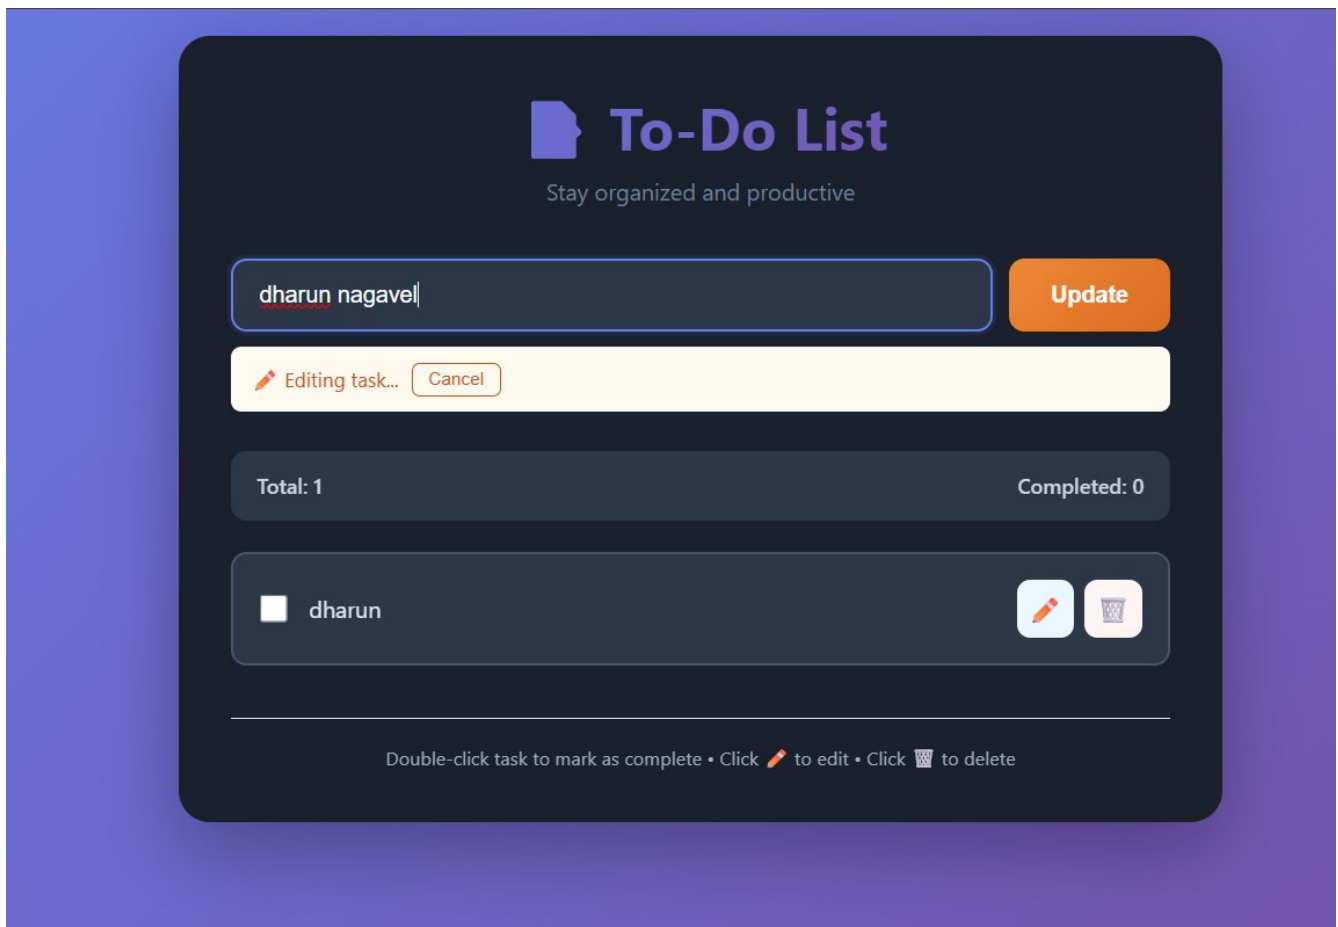 To-Do List
Stay organized and productive
dharun nagavel
Update
Editing task... Cancel
Total: 1
Completed: 0
dharun
Double-click task to mark as complete • Click ✏️ to edit • Click 🗑️ to delete